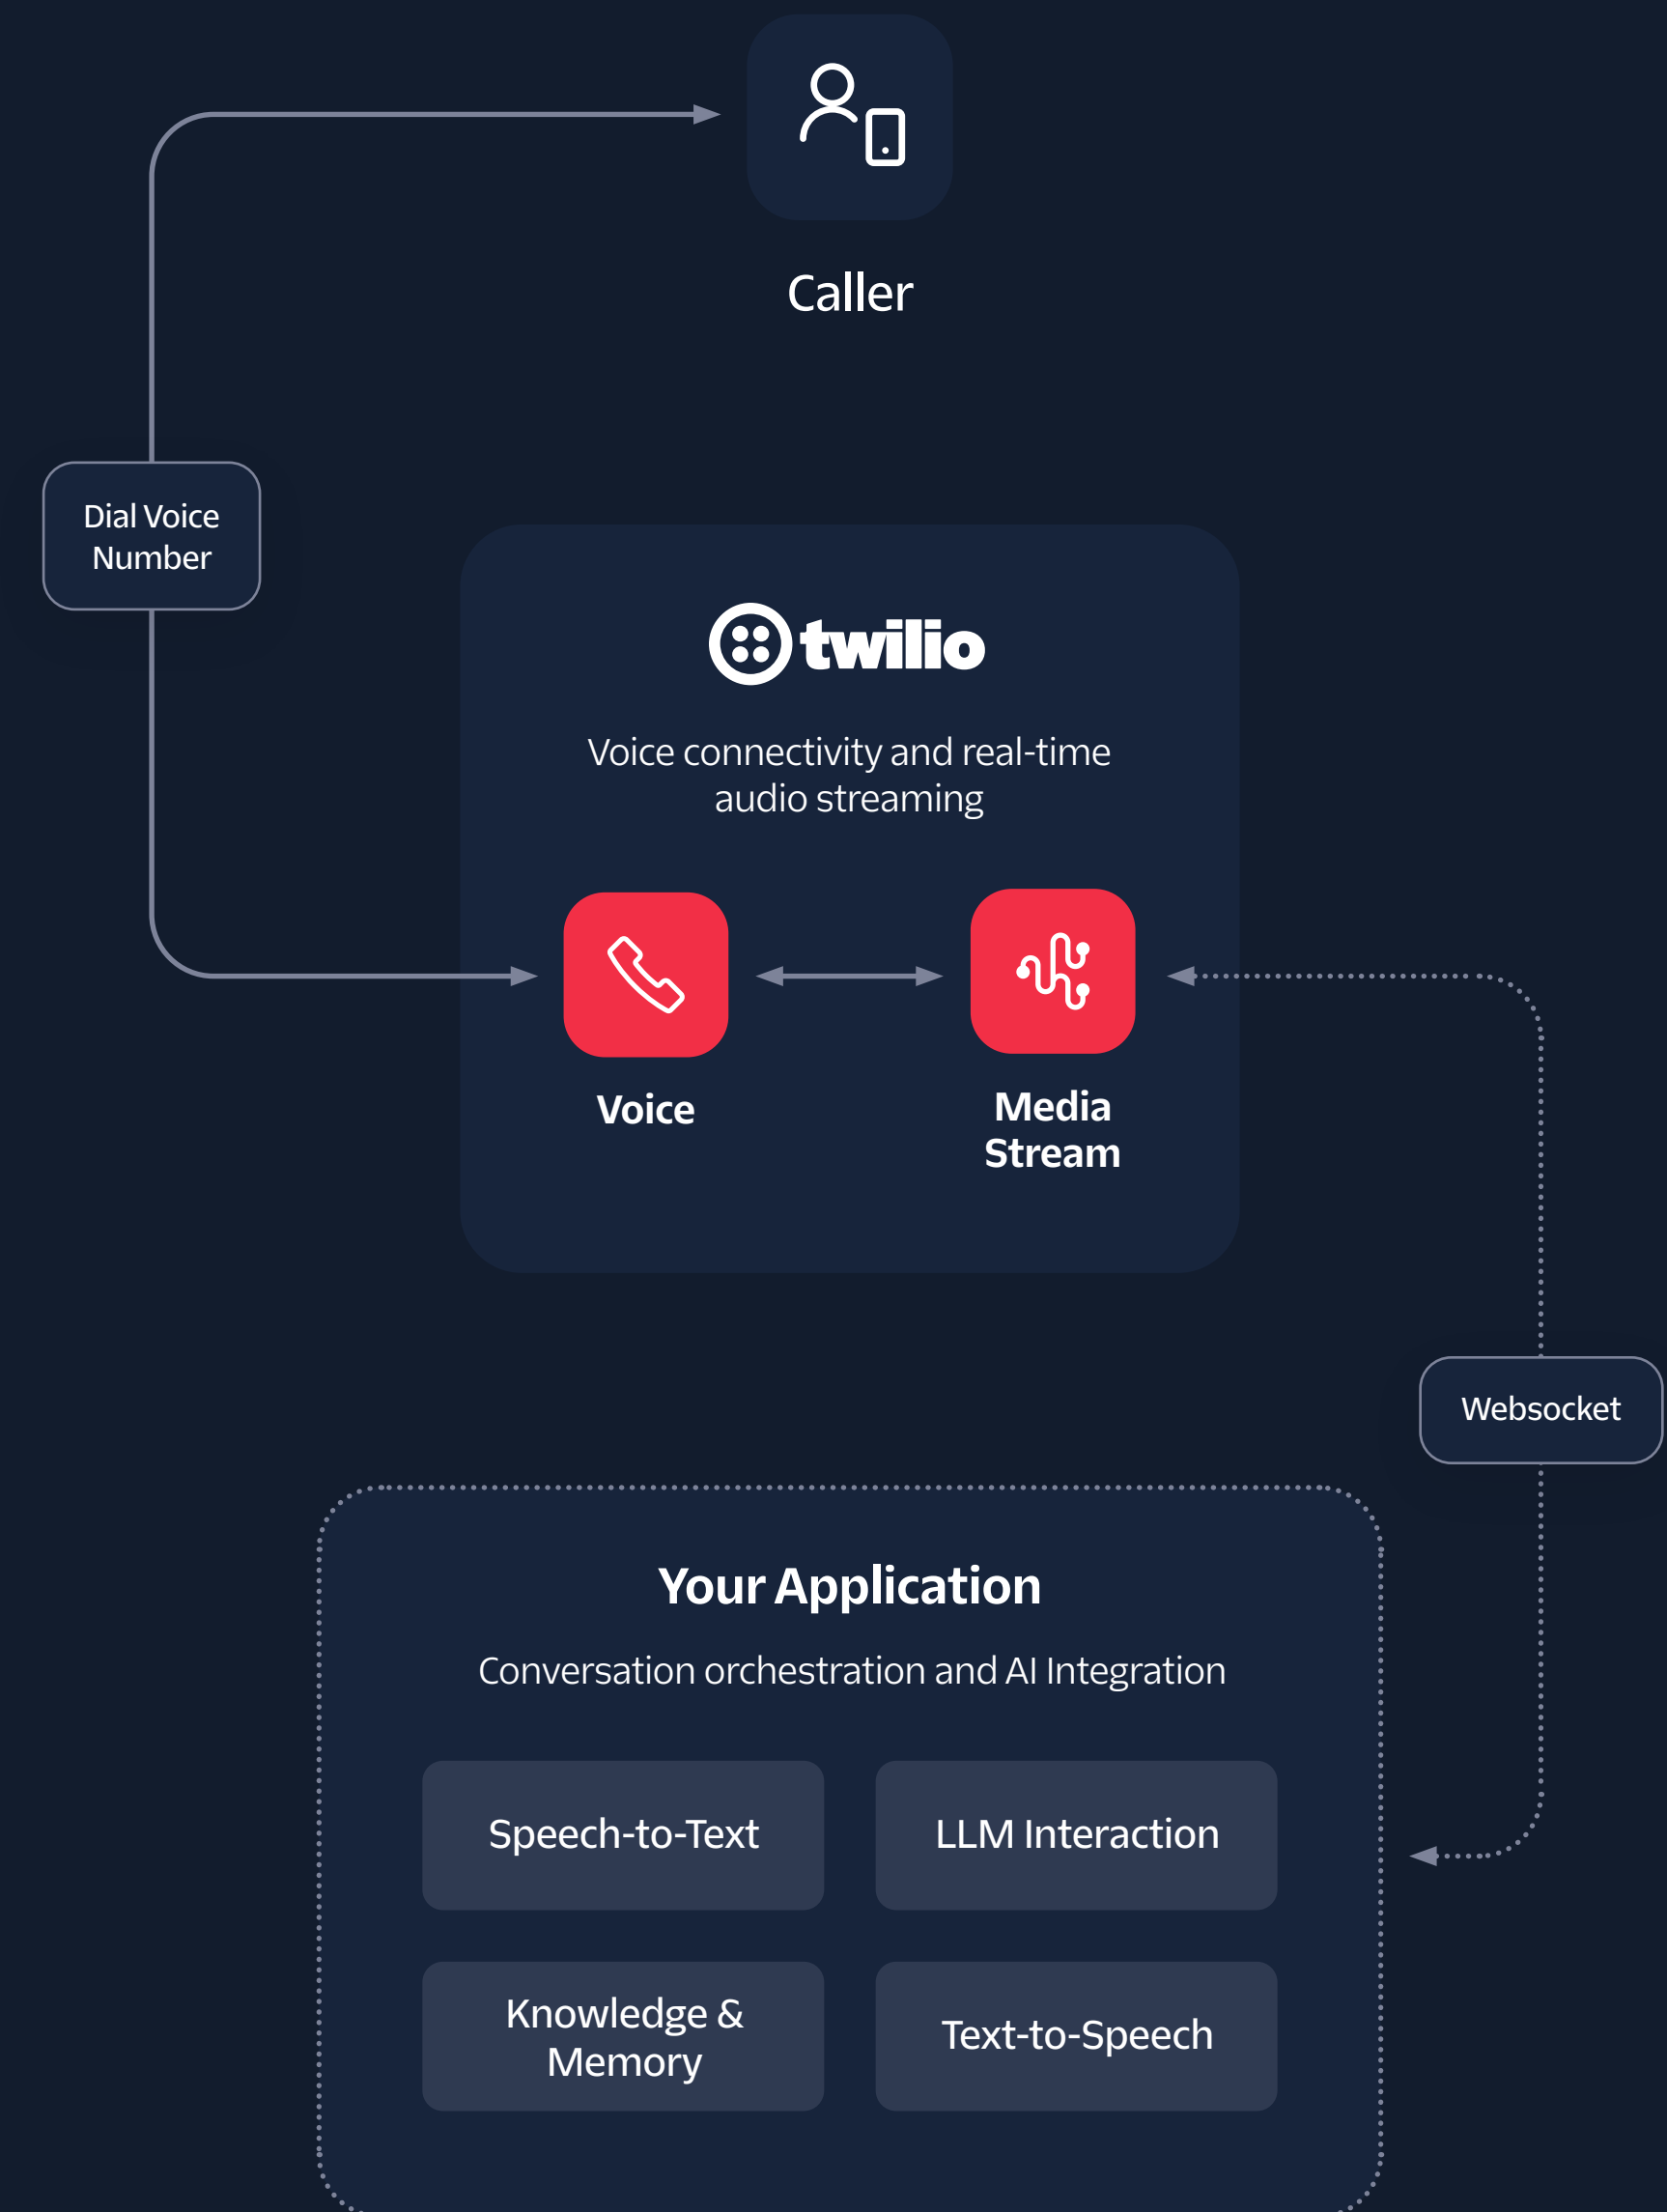 Caller
Dial Voice
Number
twilio
Voice connectivity and real-time
audio streaming
Voice
Media
Stream
Websocket
Your Application
Conversation orchestration and AI Integration
Speech-to-Text
LLM Interaction
Knowledge &
Memory
Text-to-Speech